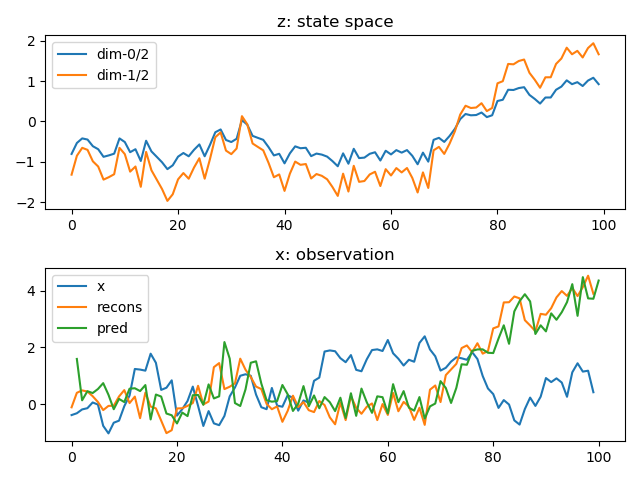 z: state space
dim-0/2
dim-1/2
2
1
0
−1
−2
0 20 40 60 80 100
x: observation
x
recons
pred
4
2
0
0 20 40 60 80 100